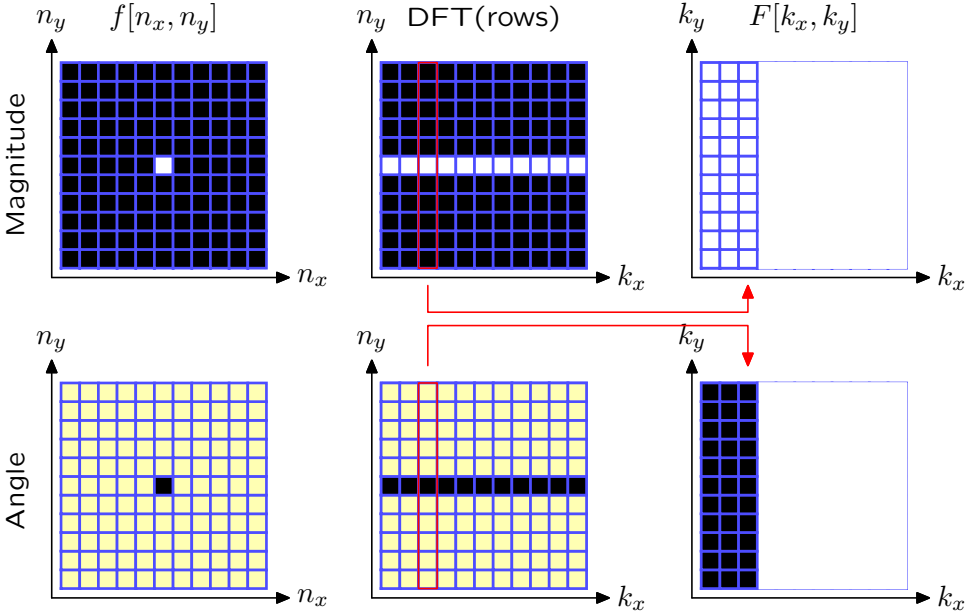 n_y f[n_x, n_y] n_y DFT(rows) k_y F[k_x, k_y]
Magnitude
n_x k_x k_x
n_y n_y k_y
Angle
n_x k_x k_x